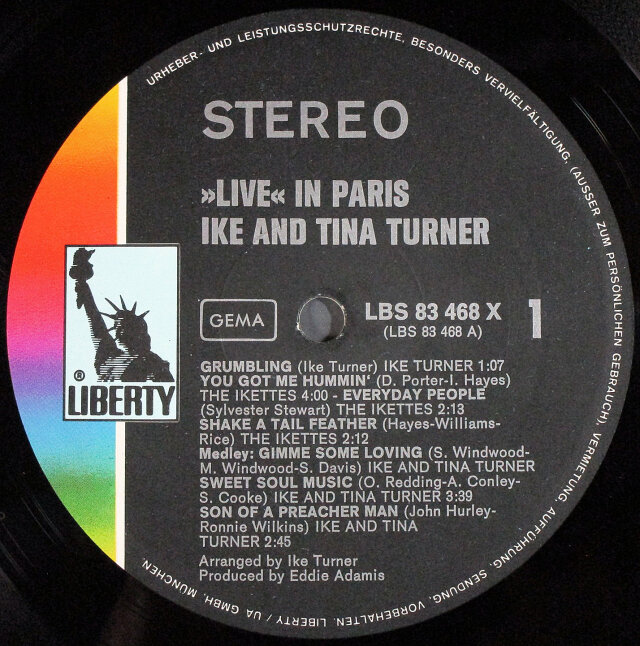 URHEBER- UND LEISTUNGSSCHUTZRECHTE, BESONDERS VERVIELFÄLTIGUNG, (AUSSER ZUM PERSÖNLICHEN GEBRAUCH), VERMIETUNG, AUFFÜHRUNG, SENDUNG, VORBEHALTEN. LIBERTY / UA GMBH, MÜNCHEN.
STEREO
»LIVE« IN PARIS
IKE AND TINA TURNER
GEMA
LBS 83 468 X
(LBS 83 468 A)
1
®
LIBERTY
GRUMBLING (Ike Turner) IKE TURNER 1:07
YOU GOT ME HUMMIN' (D. Porter-I. Hayes)
THE IKETTES 4:00 - EVERYDAY PEOPLE
(Sylvester Stewart) THE IKETTES 2:13
SHAKE A TAIL FEATHER (Hayes-Williams-
Rice) THE IKETTES 2:12
Medley: GIMME SOME LOVING (S. Windwood-
M. Windwood-S. Davis) IKE AND TINA TURNER
SWEET SOUL MUSIC (O. Redding-A. Conley-
S. Cooke) IKE AND TINA TURNER 3:39
SON OF A PREACHER MAN (John Hurley-
Ronnie Wilkins) IKE AND TINA
TURNER 2:45
Arranged by Ike Turner
Produced by Eddie Adamis